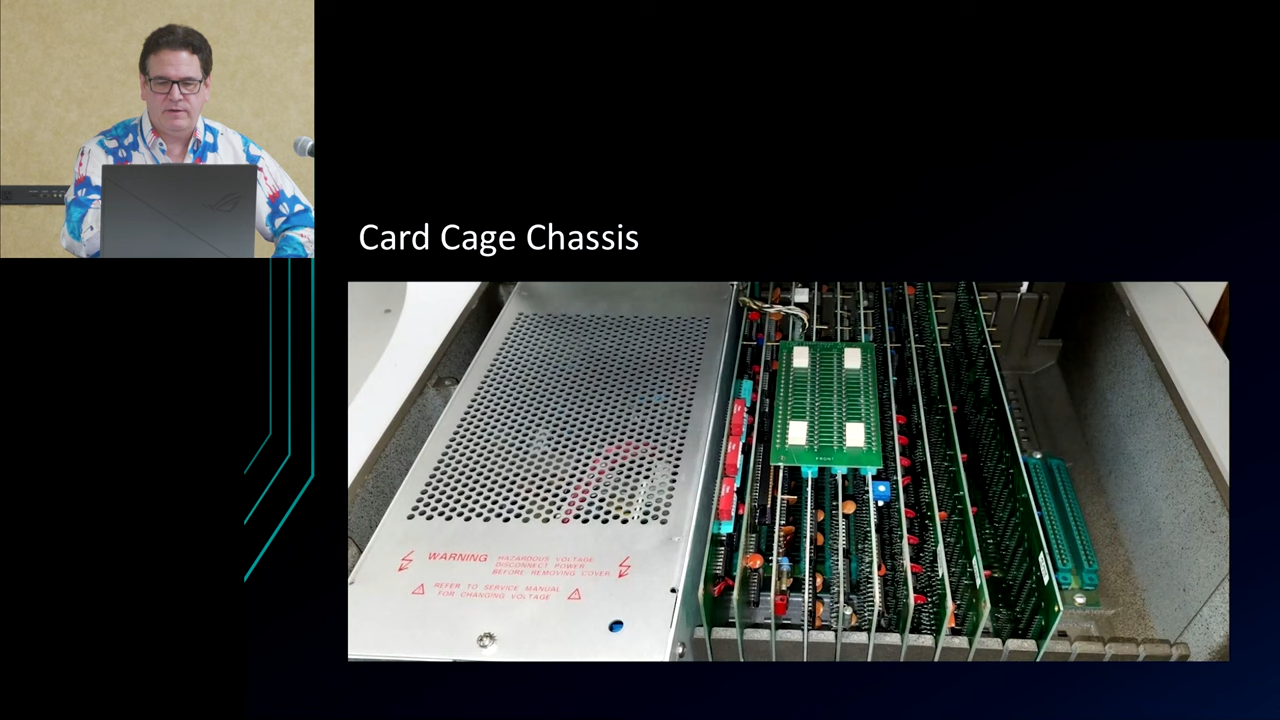 Card Cage Chassis
WARNING HAZARDOUS VOLTAGE
DISCONNECT POWER
BEFORE REMOVING COVER
REFER TO SERVICE MANUAL
FOR CHANGING VOLTAGE
FRONT